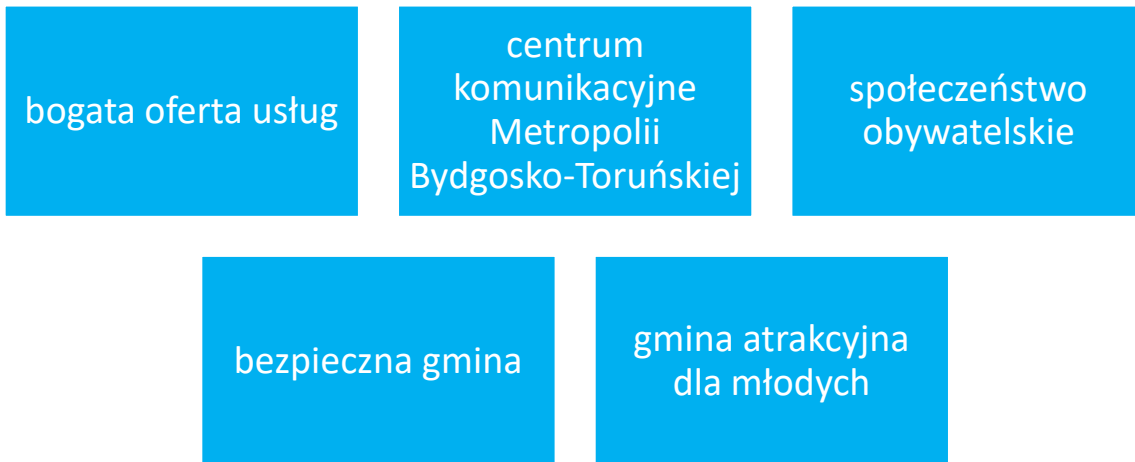 bogata oferta usług
centrum
komunikacyjne
Metropolii
Bydgosko-Toruńskiej
społeczeństwo
obywatelskie
bezpieczna gmina
gmina atrakcyjna
dla młodych